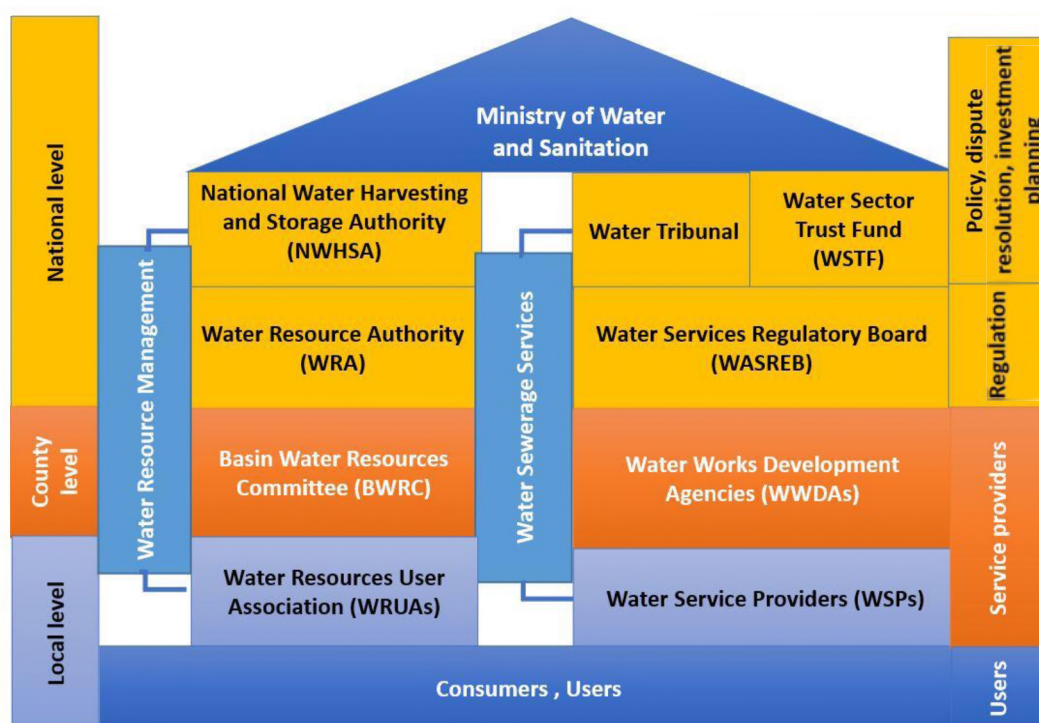 Ministry of Water
and Sanitation
National level
County
level
Local level
Water Resource Management
National Water Harvesting
and Storage Authority
(NWHSA)
Water Resource Authority
(WRA)
Basin Water Resources
Committee (BWRC)
Water Resources User
Association (WRUAs)
Water Sewerage Services
Water Tribunal
Water Sector
Trust Fund
(WSTF)
Water Services Regulatory Board
(WASREB)
Water Works Development
Agencies (WWDAs)
Water Service Providers (WSPs)
Policy, dispute
resolution, investment
planning
Regulation
Service providers
Users
Consumers , Users